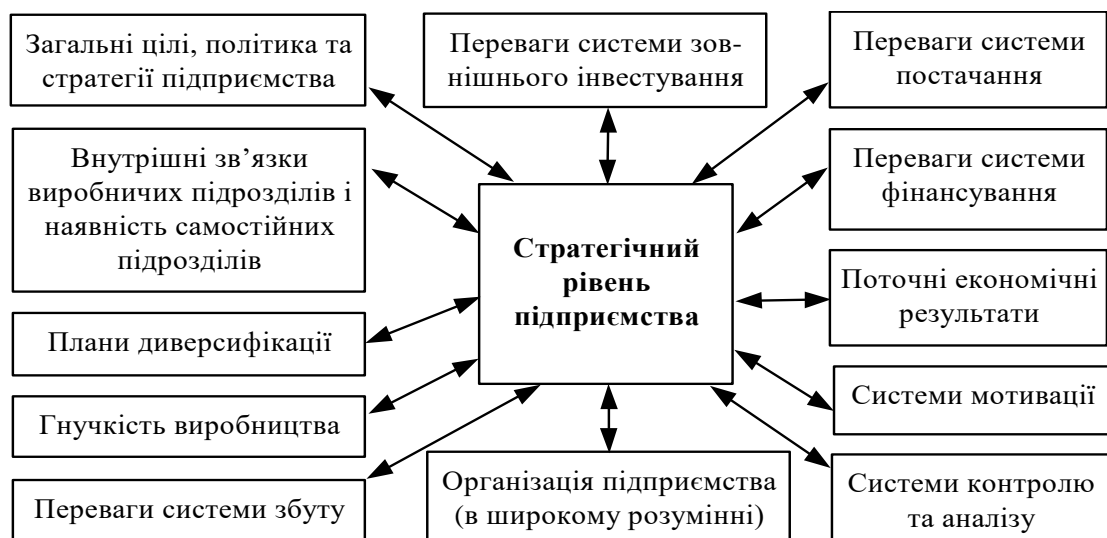 Загальні цілі, політика та
стратегії підприємства
Переваги системи зов-
нішнього інвестування
Переваги системи
постачання
Внутрішні зв’язки
виробничих підрозділів і
наявність самостійних
підрозділів
Переваги системи
фінансування
Стратегічний
рівень
підприємства
Поточні економічні
результати
Плани диверсифікації
Системи мотивації
Гнучкість виробництва
Організація підприємства
(в широкому розумінні)
Системи контролю
та аналізу
Переваги системи збуту